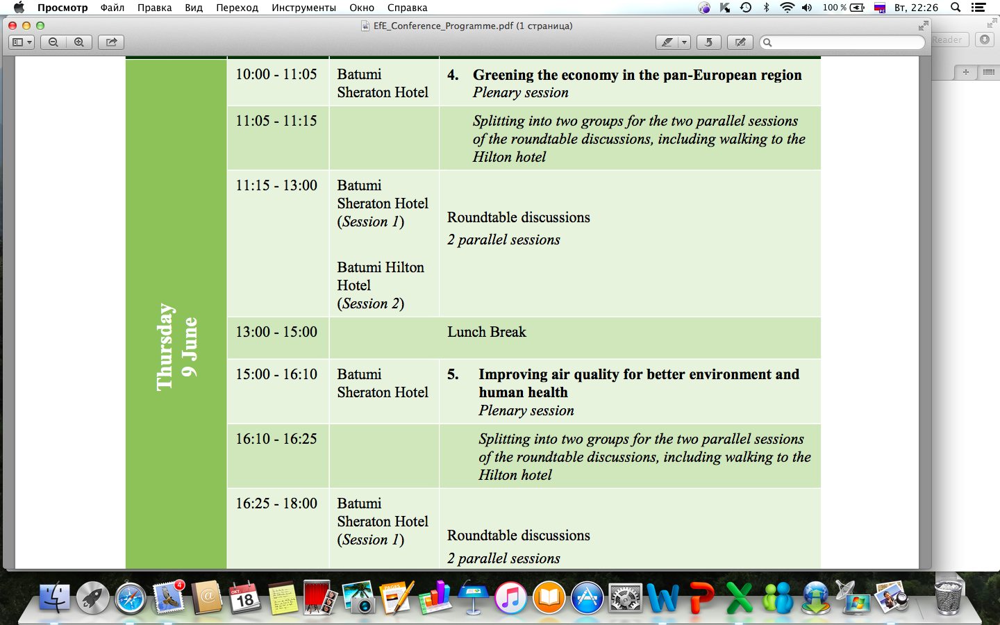 Просмотр Файл Правка Вид Переход Инструменты Окно Справка 100 % РС Вт, 22:26
EfE_Conference_Programme.pdf (1 страница)
Reader
10:00 - 11:05 Batumi 4. Greening the economy in the pan-European region
Sheraton Hotel Plenary session
11:05 - 11:15 Splitting into two groups for the two parallel sessions
of the roundtable discussions, including walking to the
Hilton hotel
11:15 - 13:00 Batumi
Sheraton Hotel
(Session 1)
Roundtable discussions
2 parallel sessions
Batumi Hilton
Hotel
(Session 2)
Thursday
9 June
13:00 - 15:00 Lunch Break
15:00 - 16:10 Batumi 5. Improving air quality for better environment and
Sheraton Hotel human health
Plenary session
16:10 - 16:25 Splitting into two groups for the two parallel sessions
of the roundtable discussions, including walking to the
Hilton hotel
16:25 - 18:00 Batumi
Sheraton Hotel
(Session 1)
Roundtable discussions
2 parallel sessions
4
ОКТ.
18
PAGES